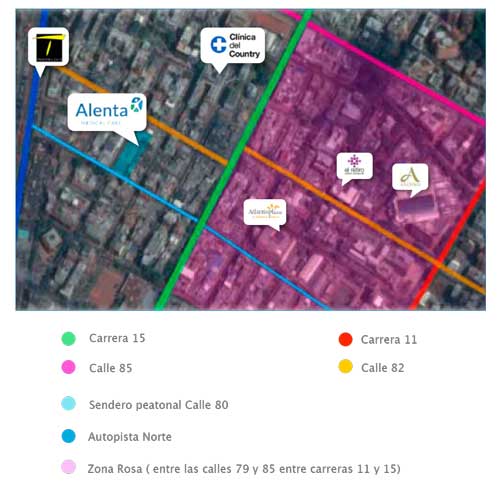 Clínica
del
Country
Alenta
MEDICAL CARE
el retiro
Atlantis Plaza
A
ANDINO
Carrera 15
Carrera 11
Calle 85
Calle 82
Sendero peatonal Calle 80
Autopista Norte
Zona Rosa ( entre las calles 79 y 85 entre carreras 11 y 15)